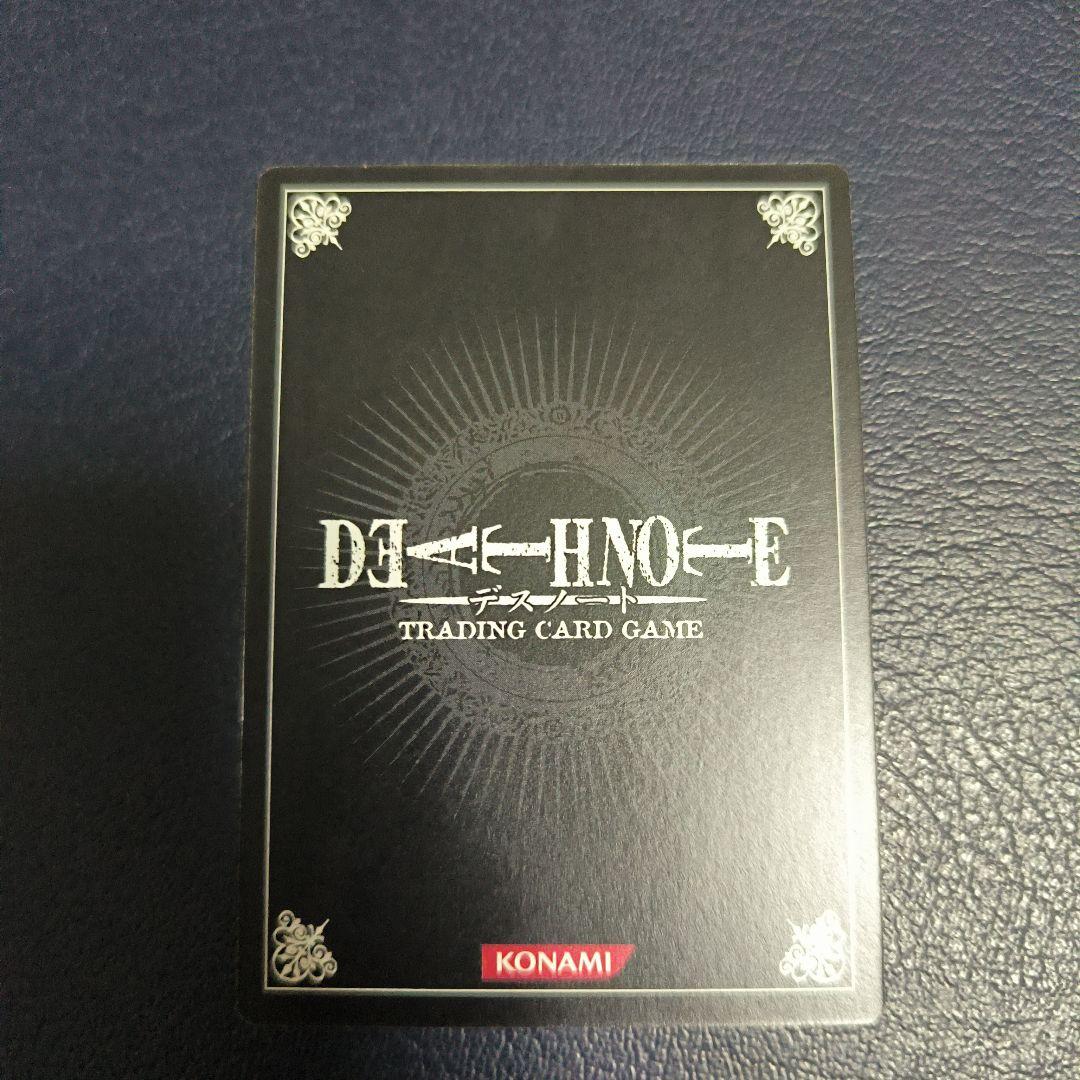 DEATH NOTE
デスノート
TRADING CARD GAME
KONAMI